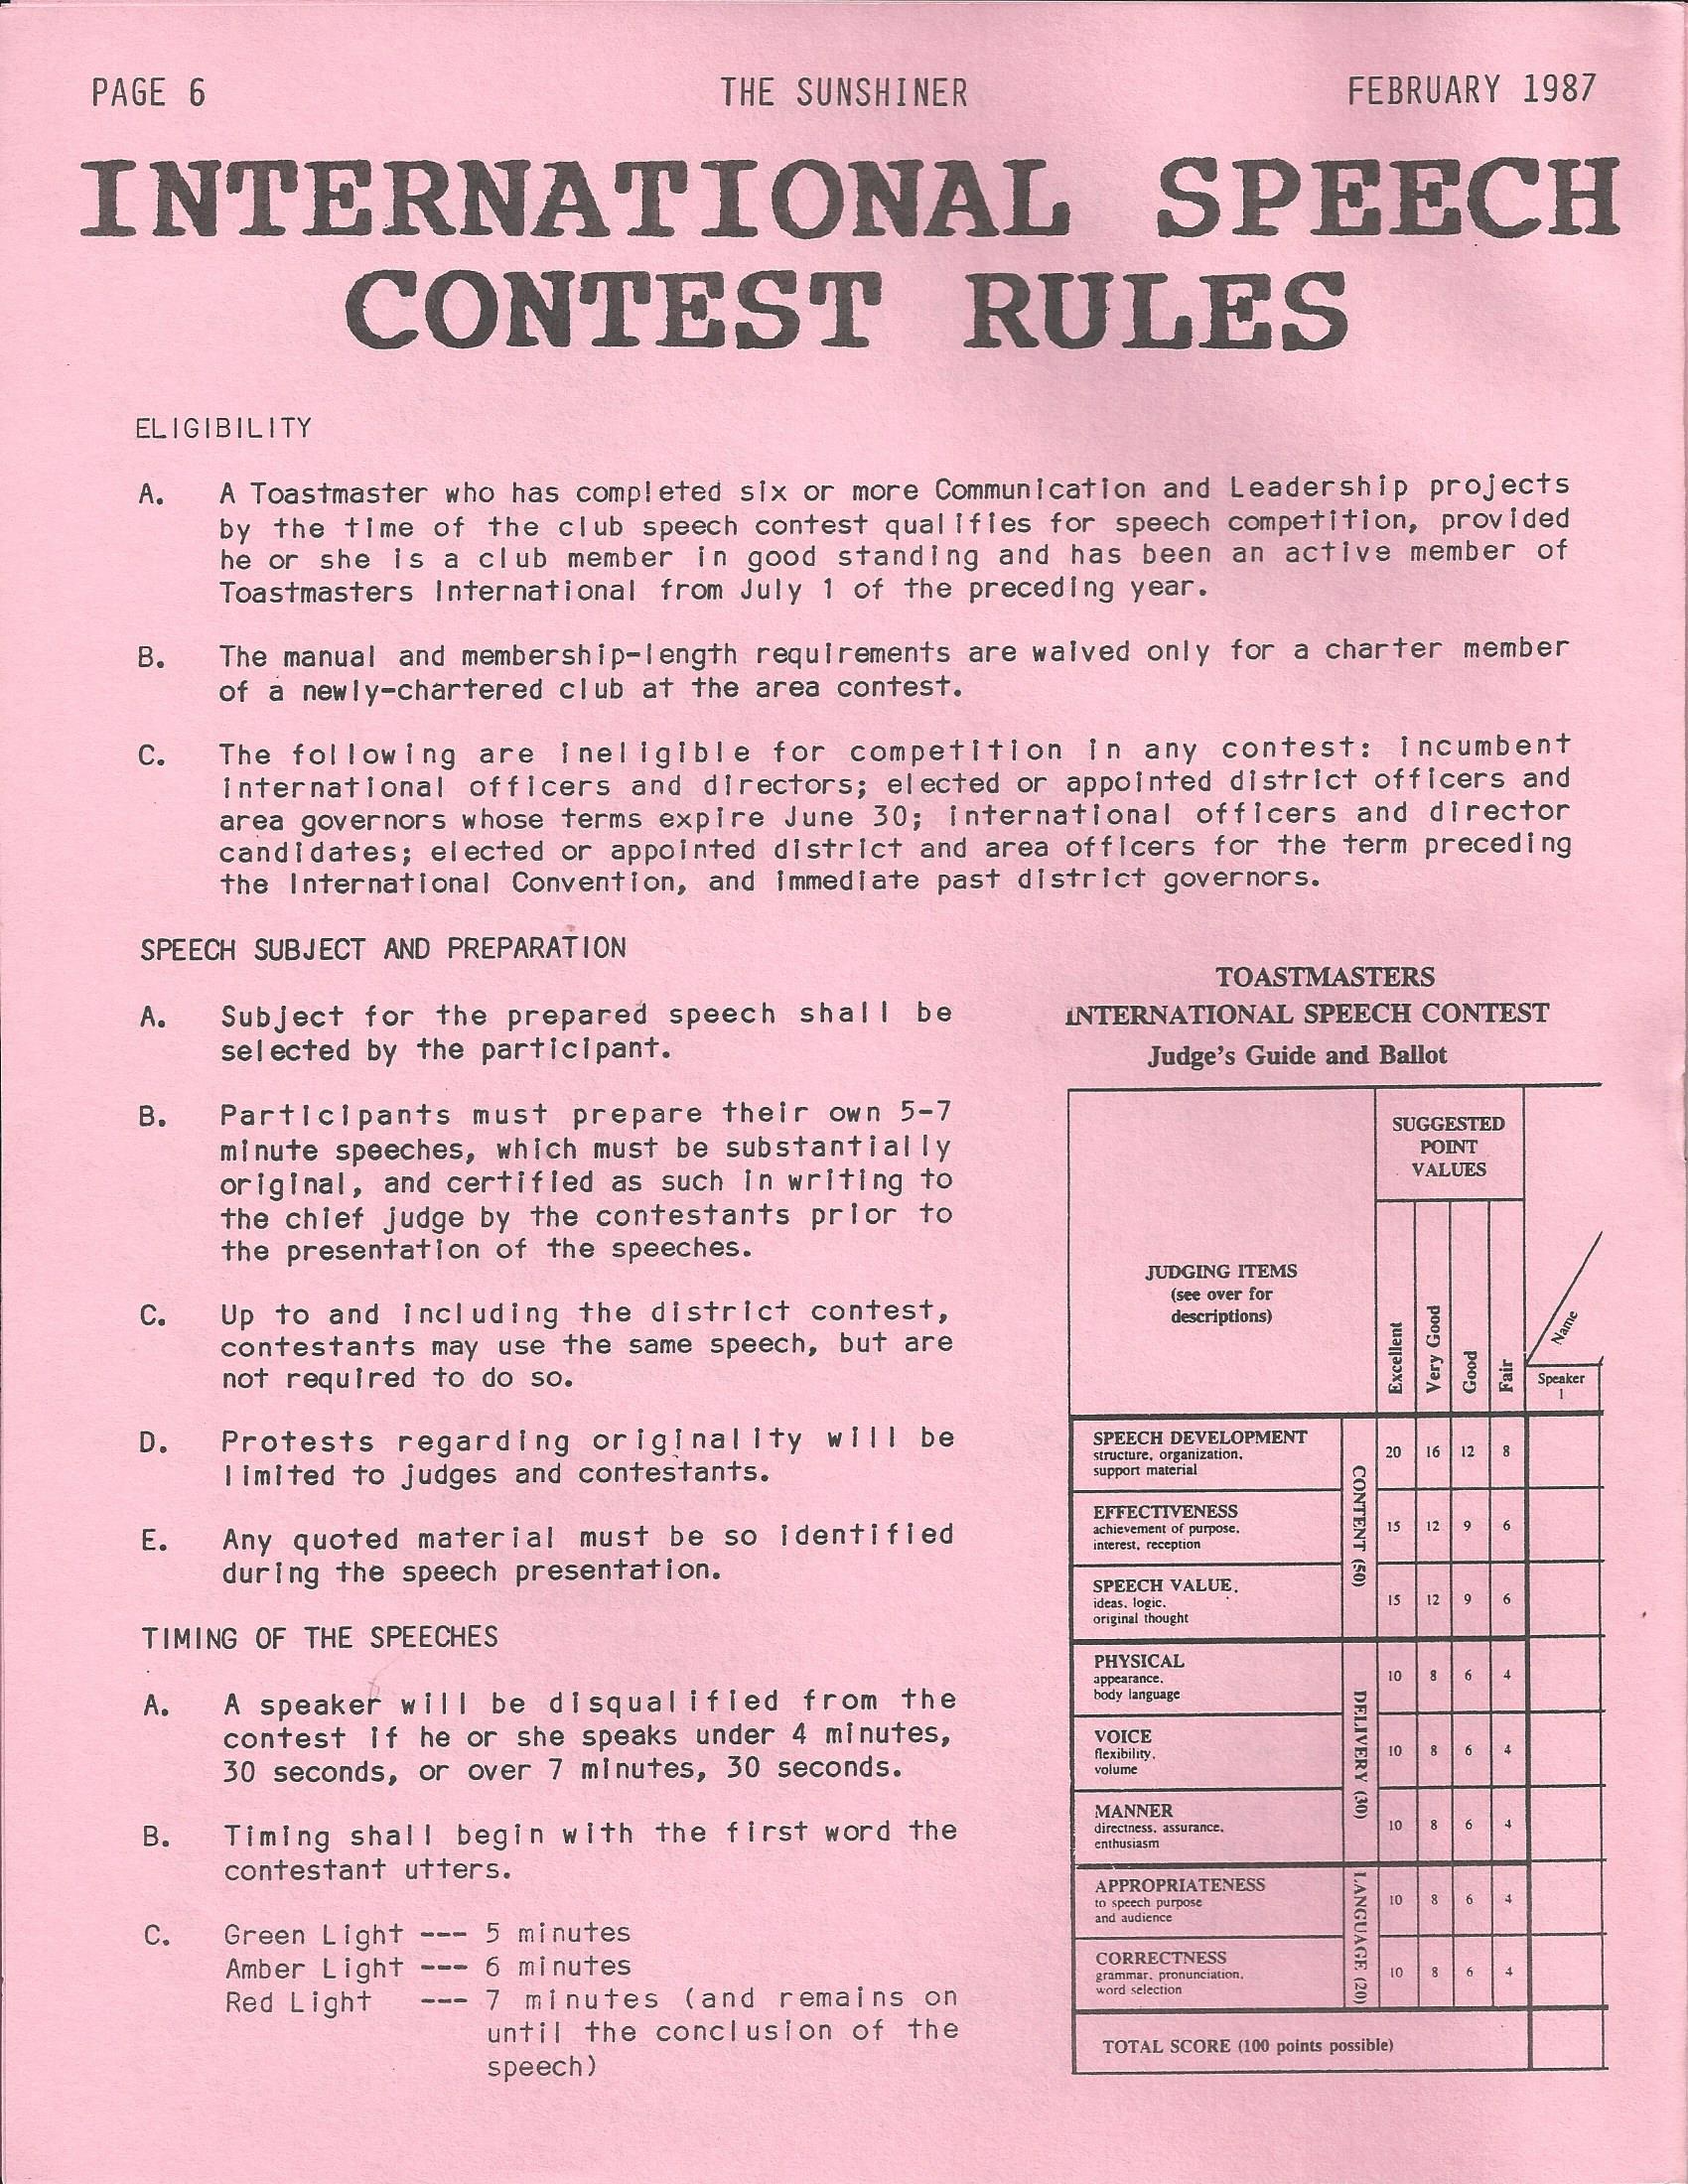 PAGE 6 THE SUNSHINER FEBRUARY 1987
INTERNATIONAL SPEECH
CONTEST RULES
ELIGIBILITY
A. A Toastmaster who has completed six or more Communication and Leadership projects
by the time of the club speech contest qualifies for speech competition, provided
he or she is a club member in good standing and has been an active member of
Toastmasters International from July 1 of the preceding year.
B. The manual and membership-length requirements are waived only for a charter member
of a newly-chartered club at the area contest.
C. The following are ineligible for competition in any contest: incumbent
international officers and directors; elected or appointed district officers and
area governors whose terms expire June 30; international officers and director
candidates; elected or appointed district and area officers for the term preceding
the International Convention, and immediate past district governors.
SPEECH SUBJECT AND PREPARATION
A. Subject for the prepared speech shall be
selected by the participant.
B. Participants must prepare their own 5-7
minute speeches, which must be substantially
original, and certified as such in writing to
the chief judge by the contestants prior to
the presentation of the speeches.
C. Up to and including the district contest,
contestants may use the same speech, but are
not required to do so.
D. Protests regarding originality will be
limited to judges and contestants.
E. Any quoted material must be so identified
during the speech presentation.
TIMING OF THE SPEECHES
A. A speaker will be disqualified from the
contest if he or she speaks under 4 minutes,
30 seconds, or over 7 minutes, 30 seconds.
B. Timing shall begin with the first word the
contestant utters.
C. Green Light --- 5 minutes
Amber Light --- 6 minutes
Red Light --- 7 minutes (and remains on
until the conclusion of the
speech)
TOASTMASTERS
INTERNATIONAL SPEECH CONTEST
Judge's Guide and Ballot
JUDGING ITEMS
(see over for
descriptions)
SUGGESTED
POINT
VALUES
Excellent
Very Good
Good
Fair
Name
Speaker
1
SPEECH DEVELOPMENT
structure, organization,
support material
20 16 12 8
EFFECTIVENESS
achievement of purpose,
interest, reception
15 12 9 6
SPEECH VALUE,
ideas, logic,
original thought
15 12 9 6
CONTENT (50)
PHYSICAL
appearance,
body language
10 8 6 4
VOICE
flexibility,
volume
10 8 6 4
MANNER
directness, assurance,
enthusiasm
10 8 6 4
DELIVERY (30)
APPROPRIATENESS
to speech purpose
and audience
10 8 6 4
CORRECTNESS
grammar, pronunciation,
word selection
10 8 6 4
LANGUAGE (20)
TOTAL SCORE (100 points possible)